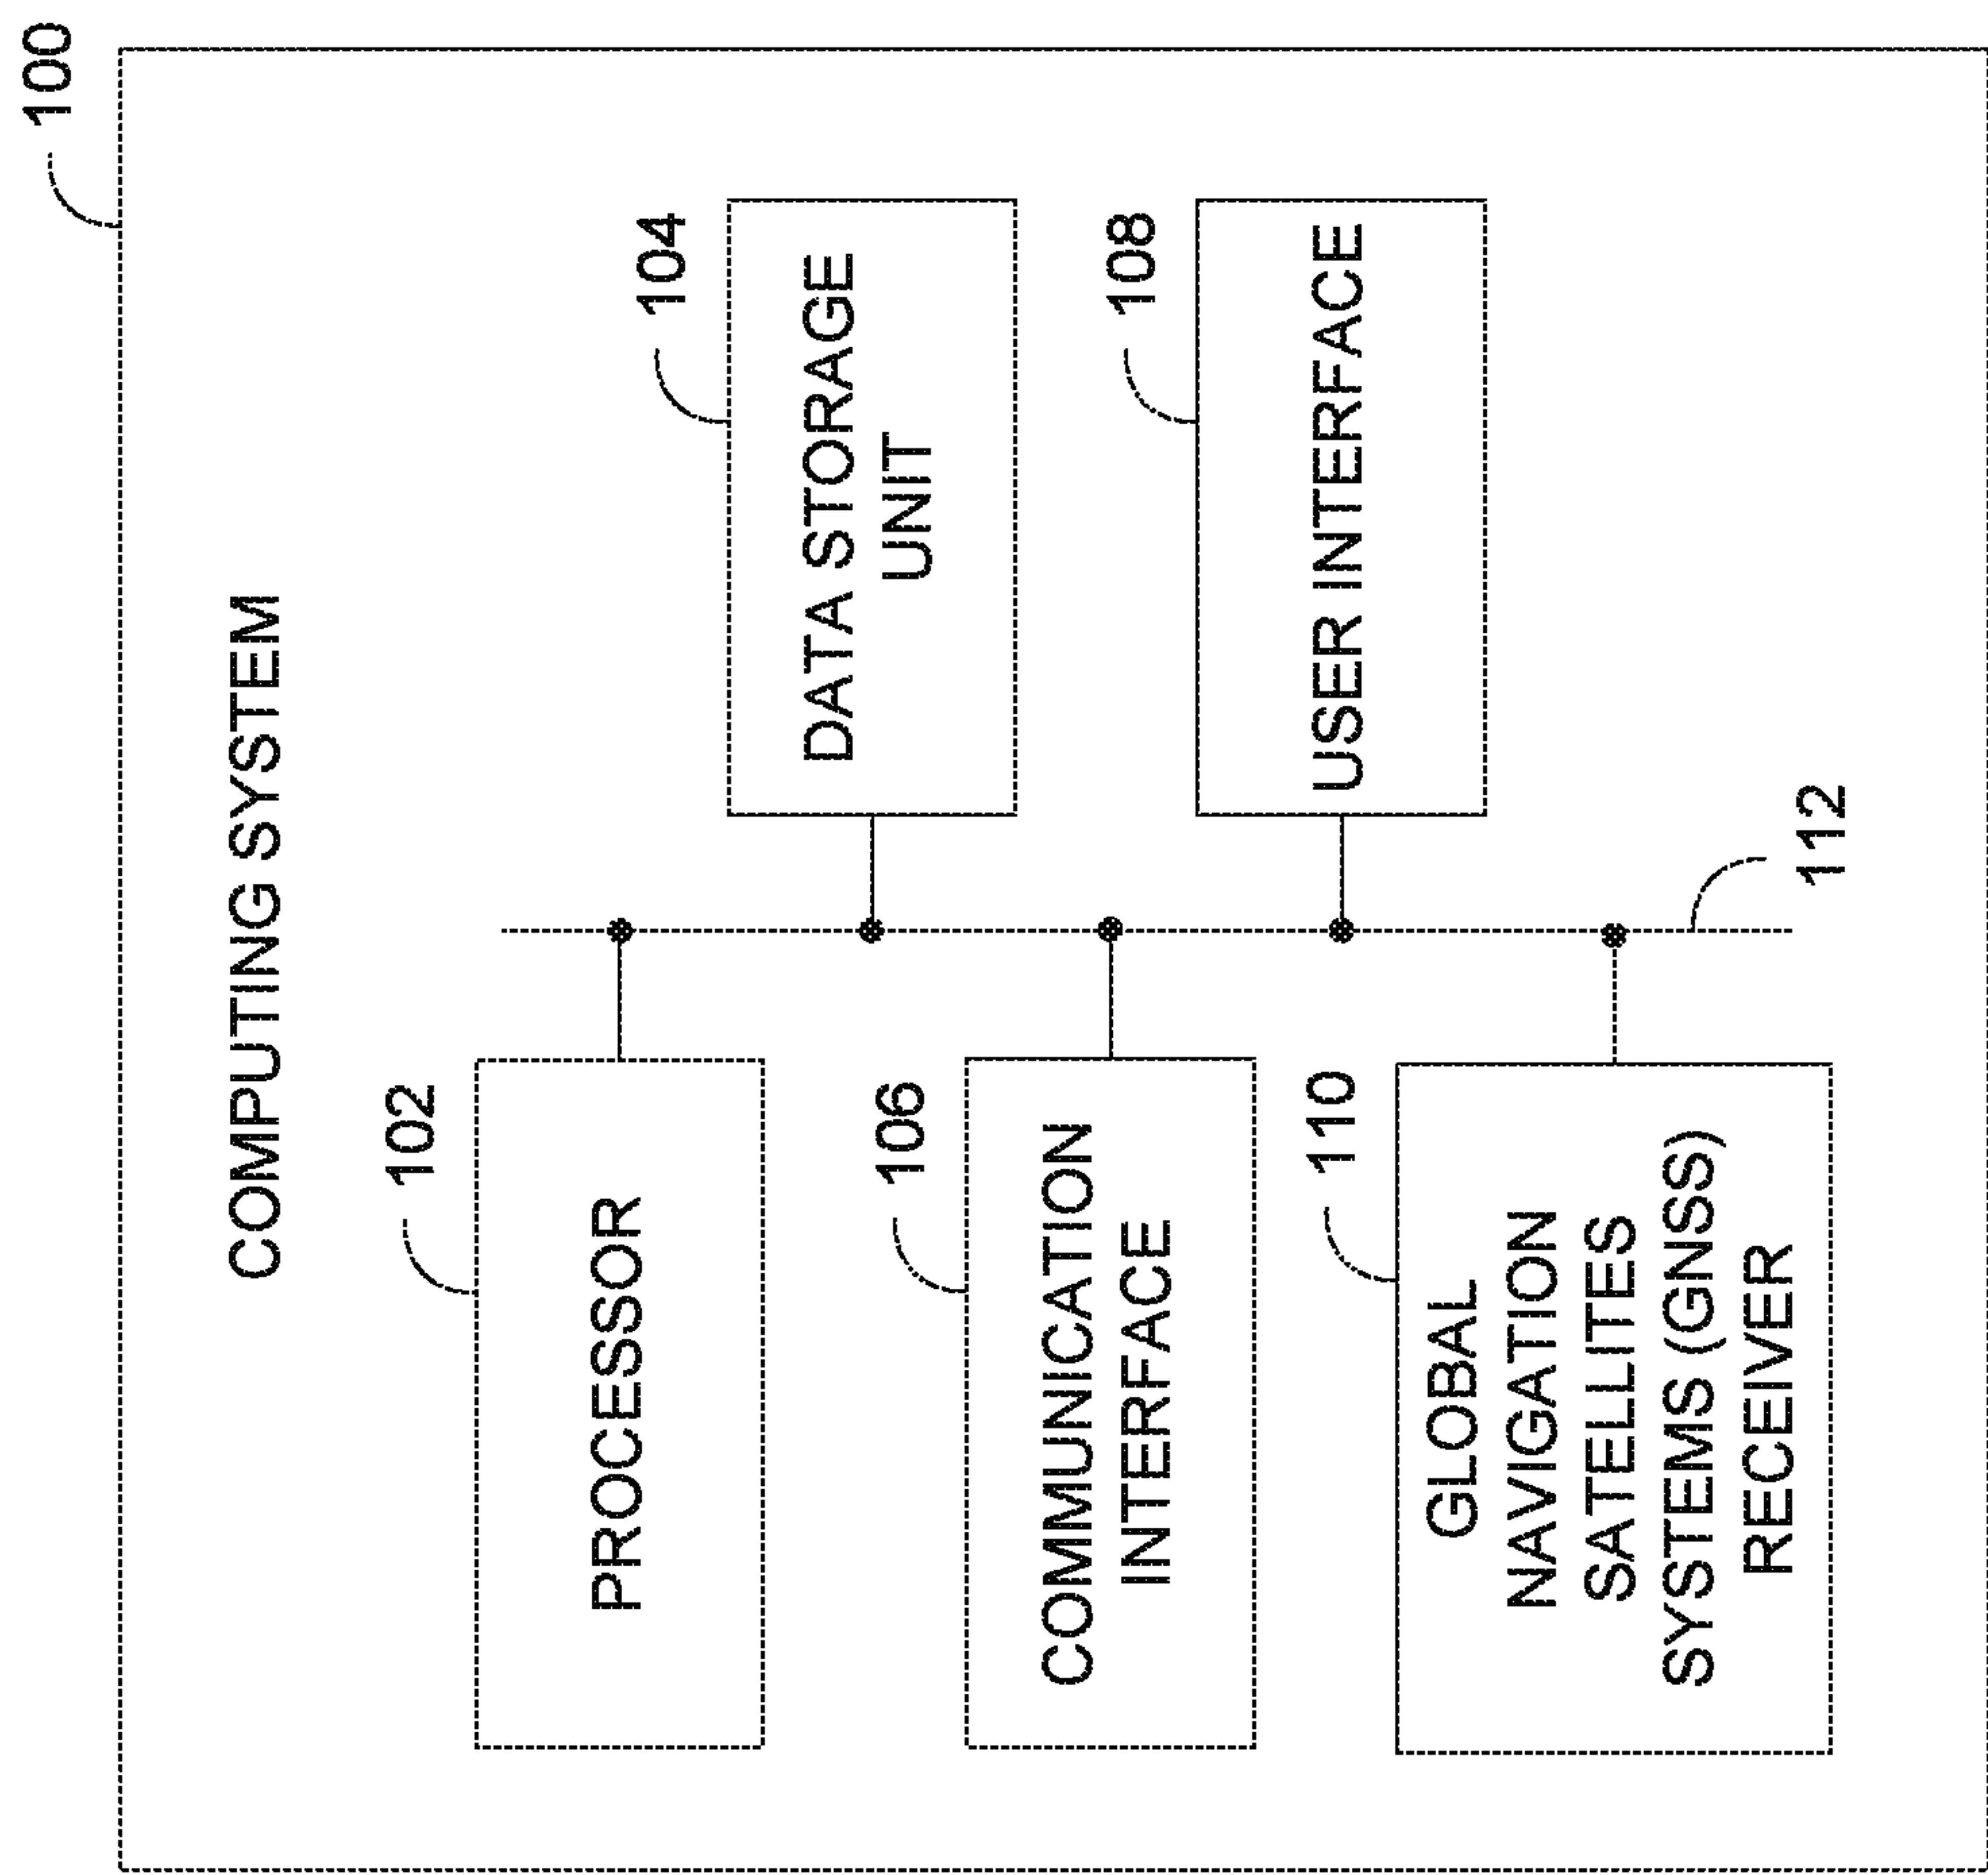 100
COMPUTING SYSTEM
102
PROCESSOR
104
DATA STORAGE
UNIT
106
COMMUNICATION
INTERFACE
108
USER INTERFACE
110
GLOBAL
NAVIGATION
SATELLITES
SYSTEMS (GNSS)
RECEIVER
112